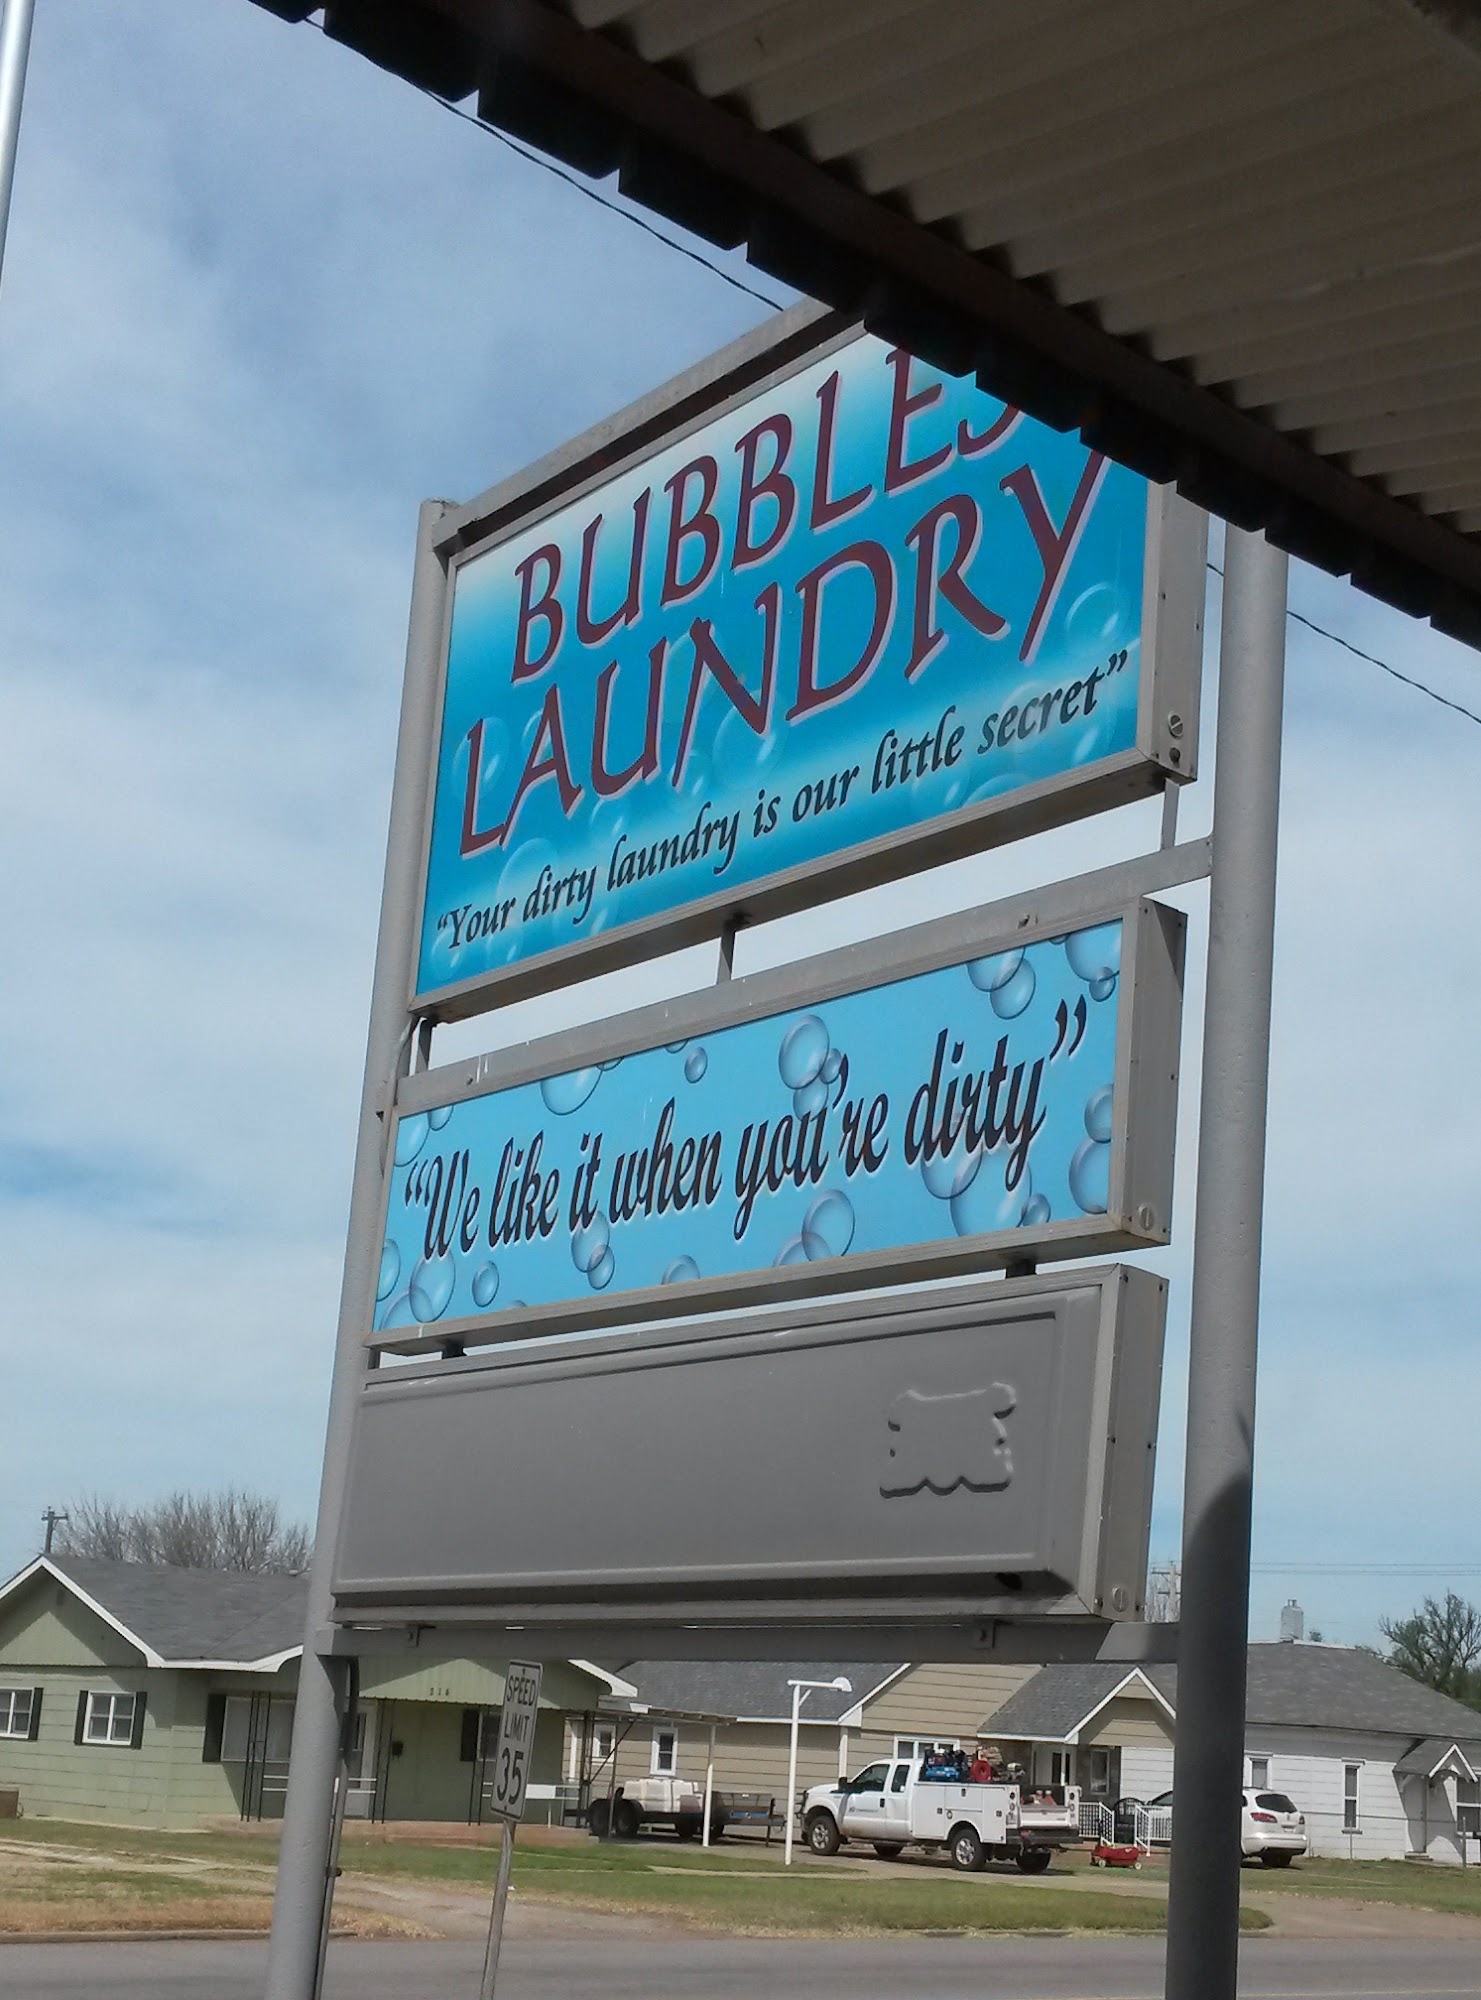 BUBBLES
LAUNDRY
"Your dirty laundry is our little secret"
"We like it when you're dirty"
SPEED
LIMIT
35